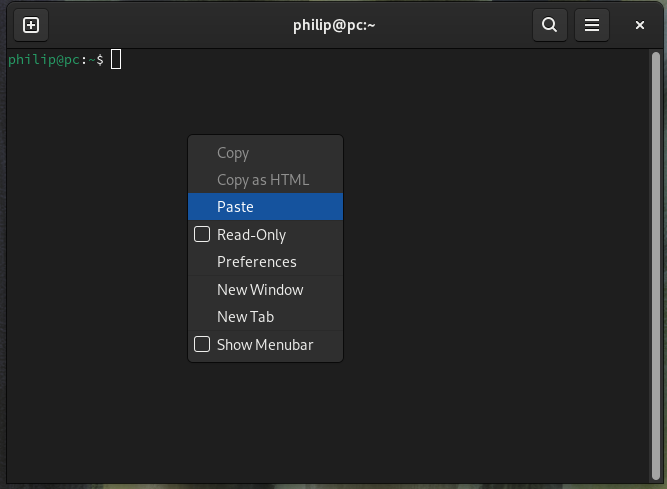 philip@pc:~
philip@pc:~$
Copy
Copy as HTML
Paste
Read-Only
Preferences
New Window
New Tab
Show Menubar